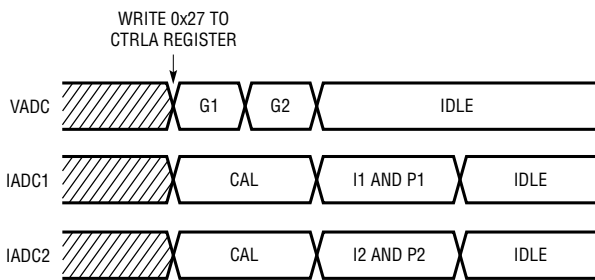 WRITE 0x27 TO
CTRLA REGISTER
VADC G1 G2 IDLE
IADC1 CAL I1 AND P1 IDLE
IADC2 CAL I2 AND P2 IDLE